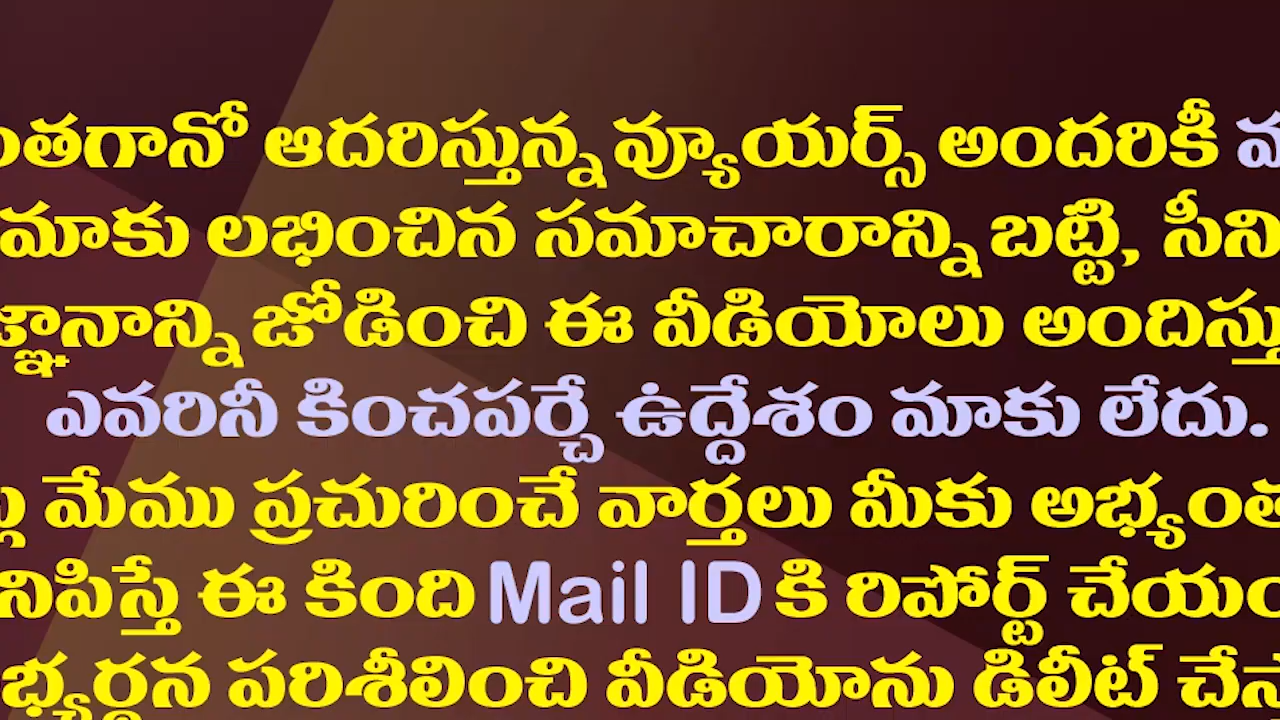 ఆదరిస్తున్న వ్యూయర్స్ అందరికీ
మాకు లభించిన సమాచారాన్ని బట్టి,
జోడించి ఈ వీడియోలు
ఎవరినీ కించపర్చే ఉద్దేశం మాకు లేదు.
మేము ప్రచురించే వార్తలు మీకు
ఈ కింది Mail ID కి రిపోర్ట్
పరిశీలించి వీడియోను డిలీట్